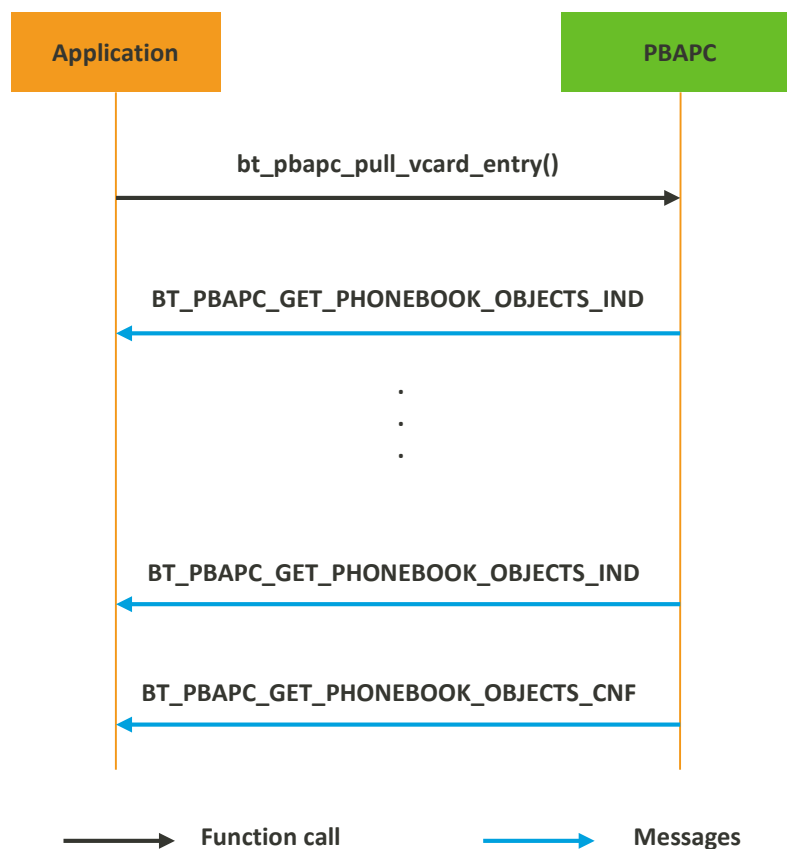 Application
PBAPC
bt_pbapc_pull_vcard_entry()
BT_PBAPC_GET_PHONEBOOK_OBJECTS_IND
.
.
.
BT_PBAPC_GET_PHONEBOOK_OBJECTS_IND
BT_PBAPC_GET_PHONEBOOK_OBJECTS_CNF
Function call
Messages